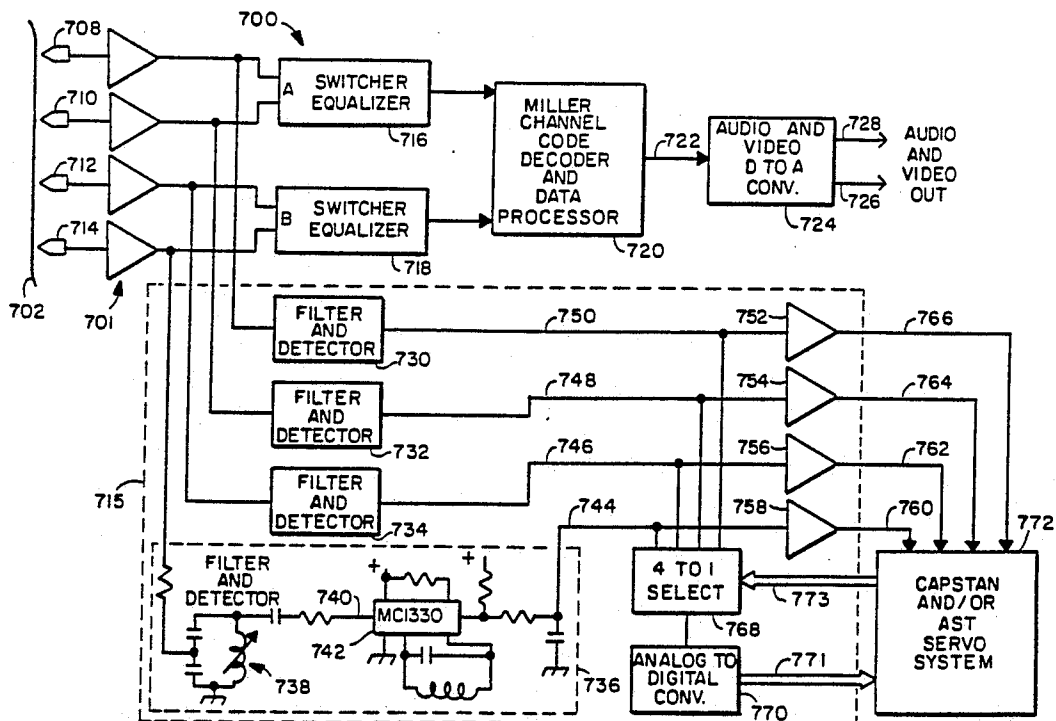 708
710
712
714
702
701
700
A
SWITCHER
EQUALIZER
716
B
SWITCHER
EQUALIZER
718
MILLER
CHANNEL
CODE
DECODER
AND
DATA
PROCESSOR
720
722
AUDIO AND
VIDEO
D TO A
CONV.
724
728
726
AUDIO
AND
VIDEO
OUT
715
FILTER
AND
DETECTOR
730
750
752
766
FILTER
AND
DETECTOR
732
748
754
764
FILTER
AND
DETECTOR
734
746
756
762
744
758
760
772
FILTER
AND
DETECTOR
738
740
+
MC1330
742
+
736
4 TO 1
SELECT
768
773
ANALOG TO
DIGITAL
CONV.
770
771
CAPSTAN
AND/OR
AST
SERVO
SYSTEM